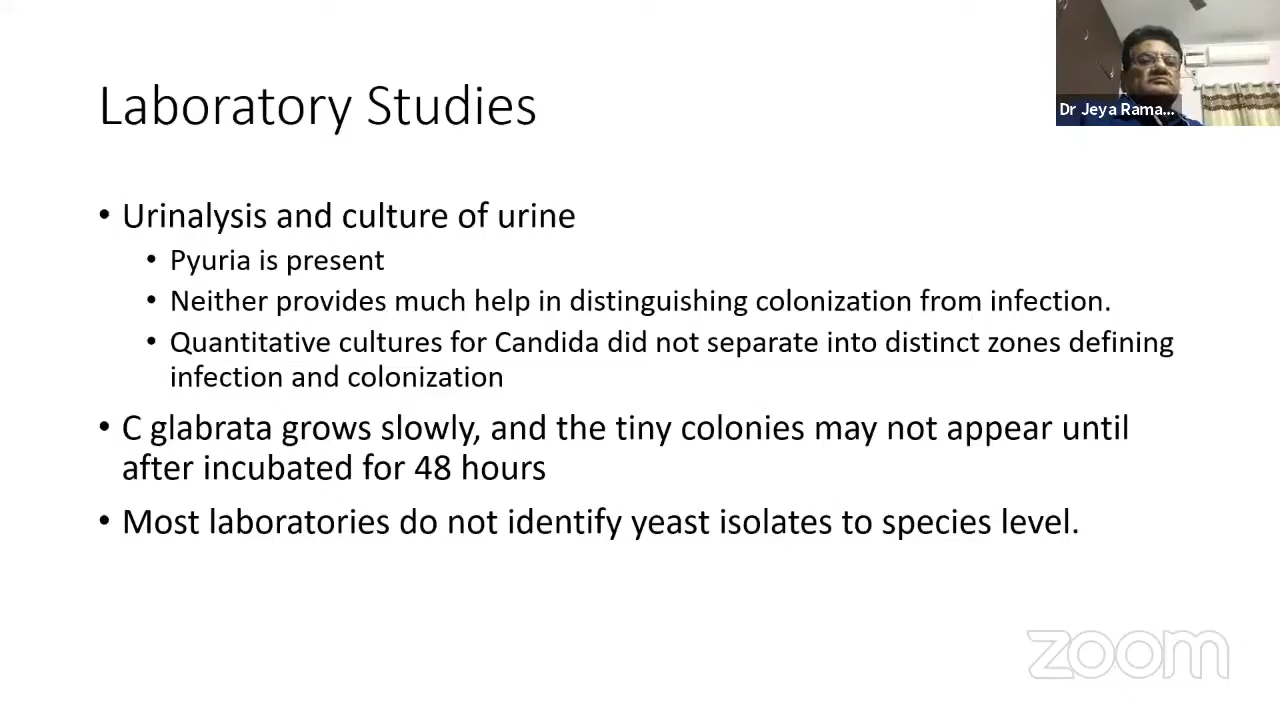 Laboratory Studies
Dr Jeya Rama...
• Urinalysis and culture of urine
• Pyuria is present
• Neither provides much help in distinguishing colonization from infection.
• Quantitative cultures for Candida did not separate into distinct zones defining
infection and colonization
• C glabrata grows slowly, and the tiny colonies may not appear until
after incubated for 48 hours
• Most laboratories do not identify yeast isolates to species level.
zoom